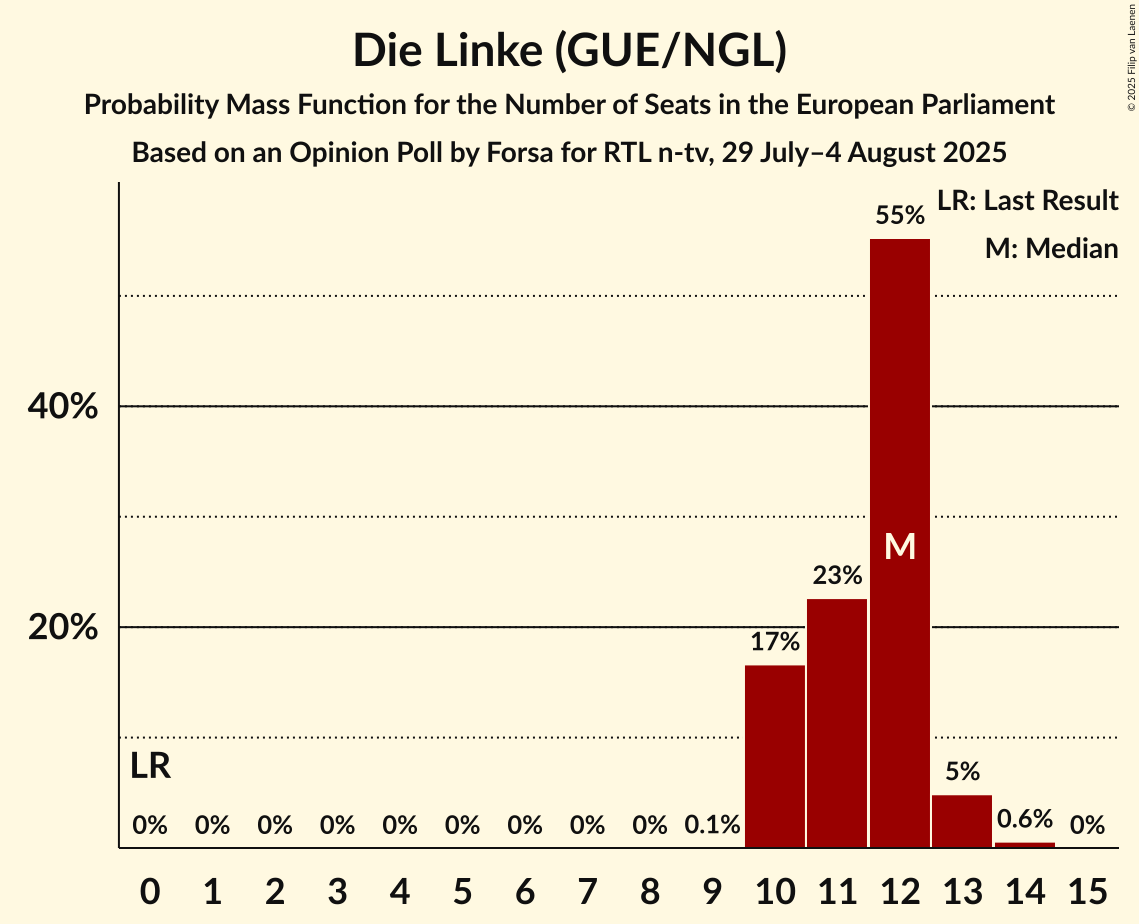 Die Linke (GUE/NGL)
Probability Mass Function for the Number of Seats in the European Parliament
Based on an Opinion Poll by Forsa for RTL n-tv, 29 July–4 August 2025
© 2025 Filip van Laenen
LR: Last Result
M: Median
55%
40%
M
23%
20%
17%
LR
5%
0% 0% 0% 0% 0% 0% 0% 0% 0% 0.1% 0.6% 0%
0 1 2 3 4 5 6 7 8 9 10 11 12 13 14 15